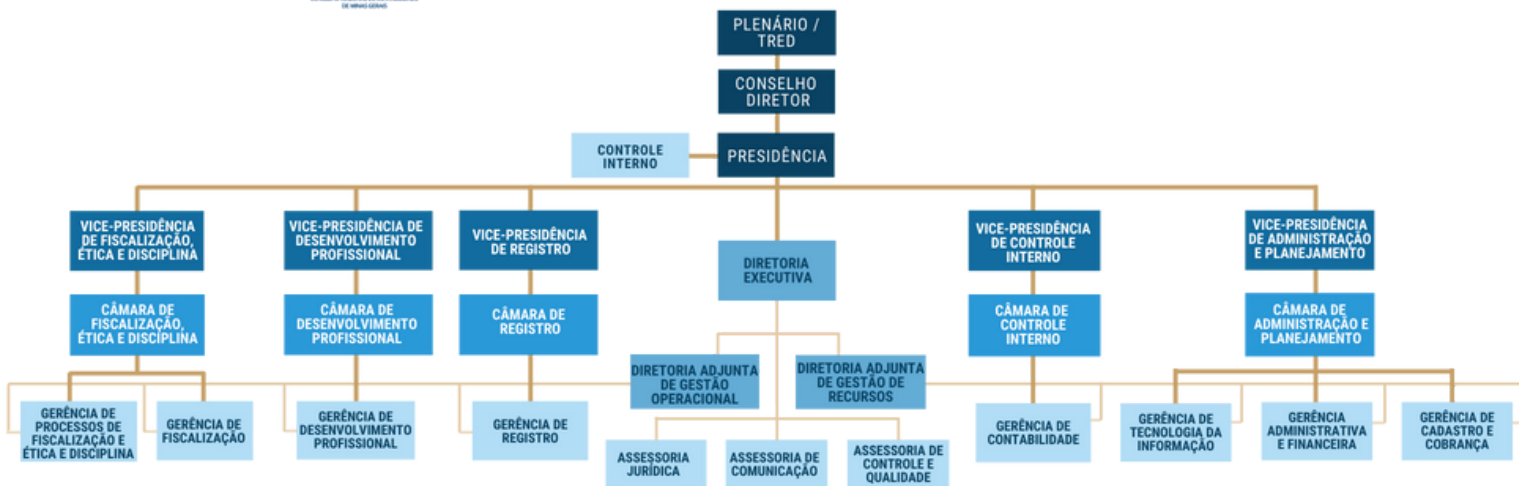 DE MINAS GERAIS
PLENÁRIO /
TRED
CONSELHO
DIRETOR
CONTROLE
INTERNO
PRESIDÊNCIA
VICE-PRESIDÊNCIA
DE FISCALIZAÇÃO,
ÉTICA E DISCIPLINA
VICE-PRESIDÊNCIA DE
DESENVOLVIMENTO
PROFISSIONAL
VICE-PRESIDÊNCIA
DE REGISTRO
DIRETORIA
EXECUTIVA
VICE-PRESIDÊNCIA
DE CONTROLE
INTERNO
VICE-PRESIDÊNCIA
DE ADMINISTRAÇÃO
E PLANEJAMENTO
CÂMARA DE
FISCALIZAÇÃO,
ÉTICA E DISCIPLINA
CÂMARA DE
DESENVOLVIMENTO
PROFISSIONAL
CÂMARA DE
REGISTRO
CÂMARA DE
CONTROLE
INTERNO
CÂMARA DE
ADMINISTRAÇÃO E
PLANEJAMENTO
DIRETORIA ADJUNTA
DE GESTÃO
OPERACIONAL
DIRETORIA ADJUNTA
DE GESTÃO DE
RECURSOS
GERÊNCIA DE
PROCESSOS DE
FISCALIZAÇÃO E
ÉTICA E DISCIPLINA
GERÊNCIA DE
FISCALIZAÇÃO
GERÊNCIA DE
DESENVOLVIMENTO
PROFISSIONAL
GERÊNCIA DE
REGISTRO
GERÊNCIA DE
CONTABILIDADE
GERÊNCIA DE
TECNOLOGIA DA
INFORMAÇÃO
GERÊNCIA
ADMINISTRATIVA
E FINANCEIRA
GERÊNCIA DE
CADASTRO E
COBRANÇA
ASSESSORIA
JURÍDICA
ASSESSORIA DE
COMUNICAÇÃO
ASSESSORIA DE
CONTROLE E
QUALIDADE